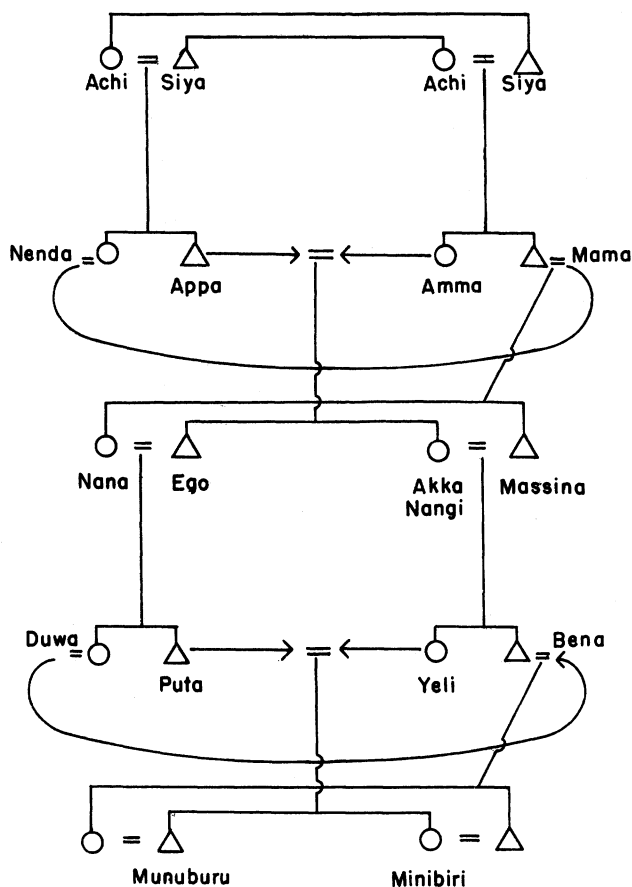 Achi = Siya
Achi = Siya
Nenda =
=
= Mama
Appa
Amma
=
=
Nana
Ego
Akka
Nangi
Massina
Duwa
=
=
= Bena
Puta
Yeli
=
=
Munuburu
Minibiri